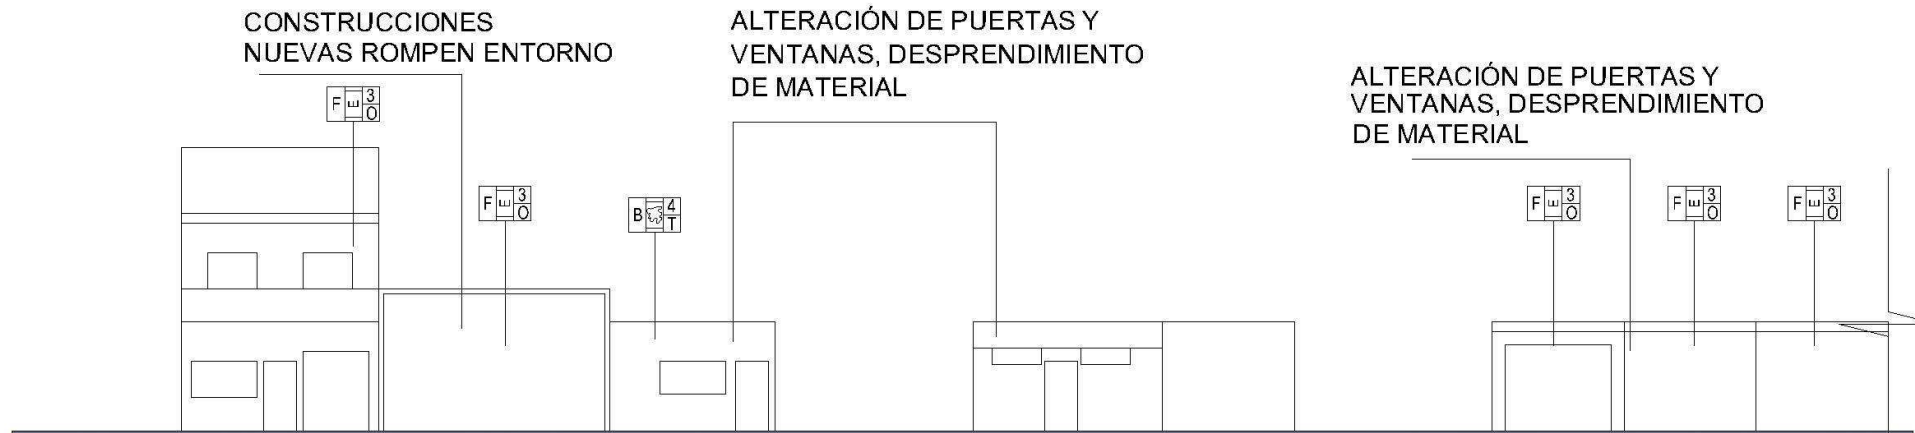 CONSTRUCCIONES
NUEVAS ROMPEN ENTORNO
ALTERACIÓN DE PUERTAS Y
VENTANAS, DESPRENDIMIENTO
DE MATERIAL
ALTERACIÓN DE PUERTAS Y
VENTANAS, DESPRENDIMIENTO
DE MATERIAL
F E 3
O
F E 3
O
B 4
T
F E 3
O
F E 3
O
F E 3
O